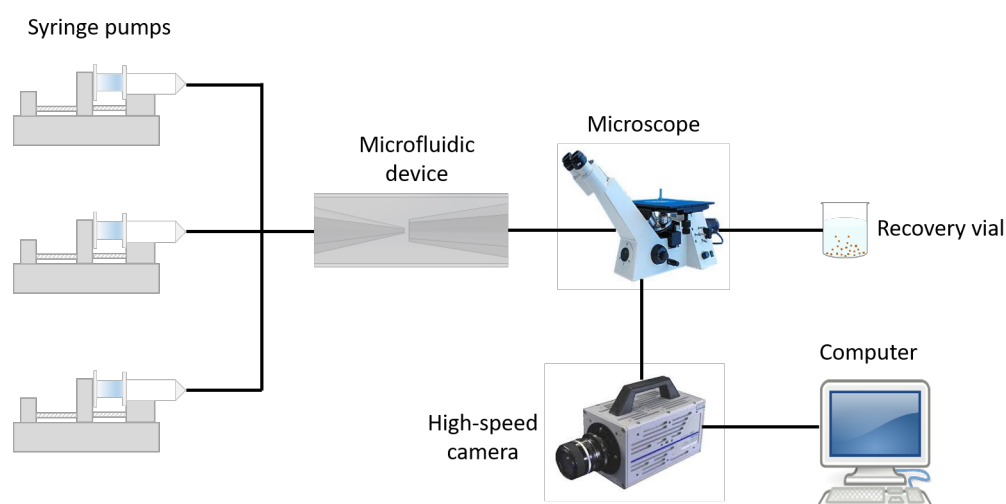 Syringe pumps
Microfluidic
device
Microscope
Recovery vial
Computer
High-speed
camera